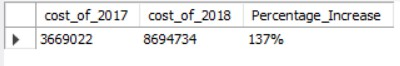 cost_of_2017 cost_of_2018 Percentage_Increase
3669022 8694734 137%